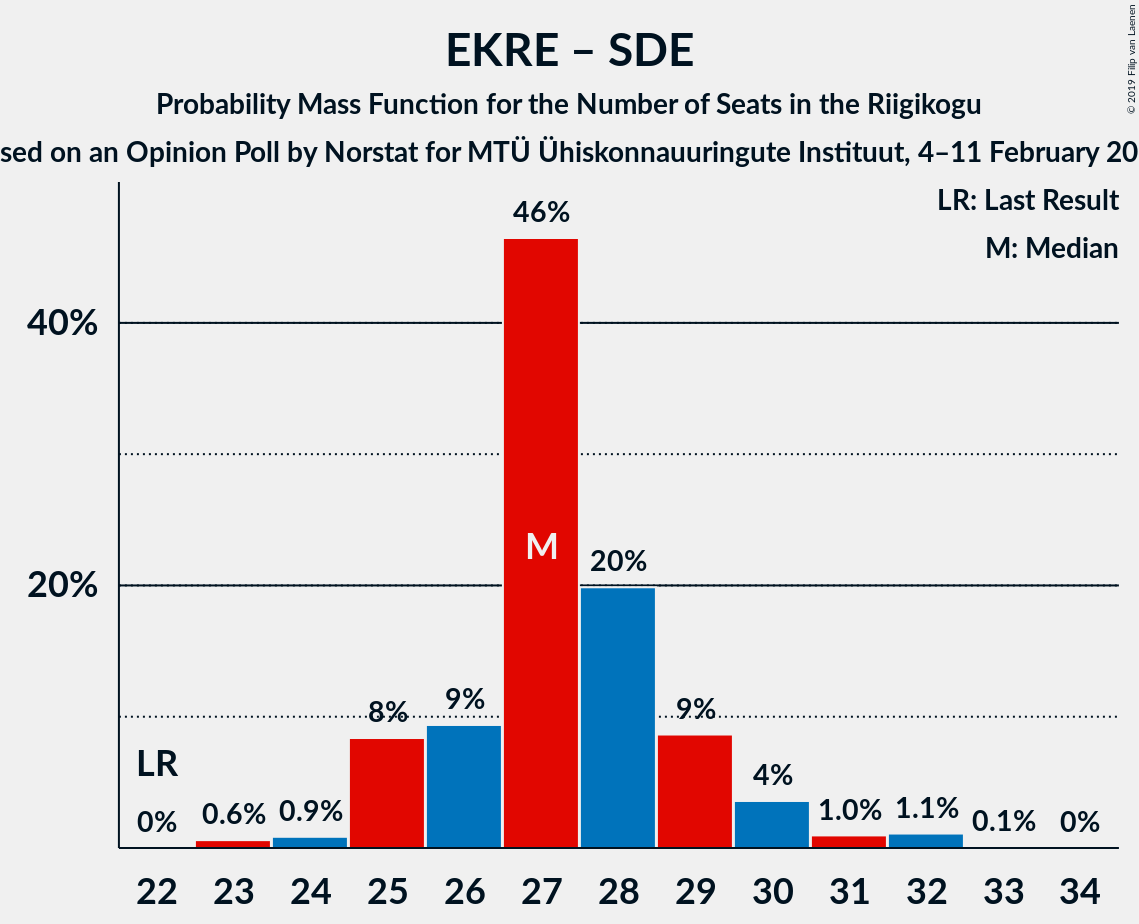 EKRE – SDE
Probability Mass Function for the Number of Seats in the Riigikogu
sed on an Opinion Poll by Norstat for MTÜ Ühiskonnauuringute Instituut, 4–11 February 20
© 2019 Filip van Laenen
LR: Last Result
M: Median
46%
40%
M
20%
20%
9%
8%
9%
LR
4%
0%
0.6%
0.9%
1.0%
1.1%
0.1%
0%
22 23 24 25 26 27 28 29 30 31 32 33 34